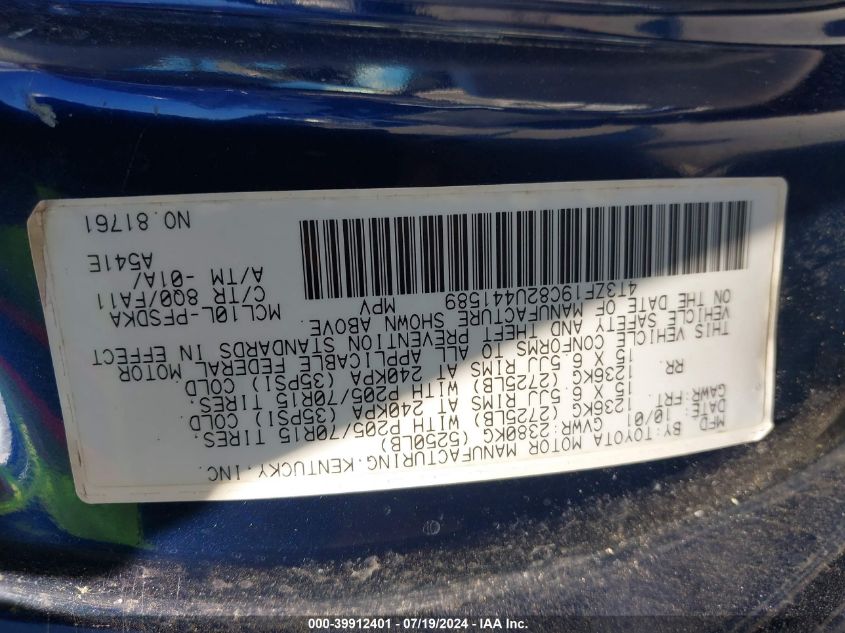 MFD BY:TOYOTA MOTOR MANUFACTURING.KENTUCKY,INC.
DATE: 10/01 GVWR 2380KG (5250LB)
GAWR:FRT. 1236KG (2725LB) WITH P205/70R15 TIRES.
15 X 6.5JJ RIMS AT 240KPA (35PSI) COLD
RR. 1236KG (2725LB) WITH P205/70R15 TIRES.
15 X 6.5JJ RIMS AT 240KPA (35PSI) COLD
THIS VEHICLE CONFORMS TO ALL APPLICABLE FEDERAL MOTOR
VEHICLE SAFETY AND THEFT PREVENTION STANDARDS IN EFFECT
ON THE DATE OF MANUFACTURE SHOWN ABOVE
4T3ZF19C82U441589 MPV
MCL10L-PFSDKA
C/TR 8Q0/FA11
A/TM -01A/
A541E
NO.81761
000-39912401 - 07/19/2024 - IAA Inc.